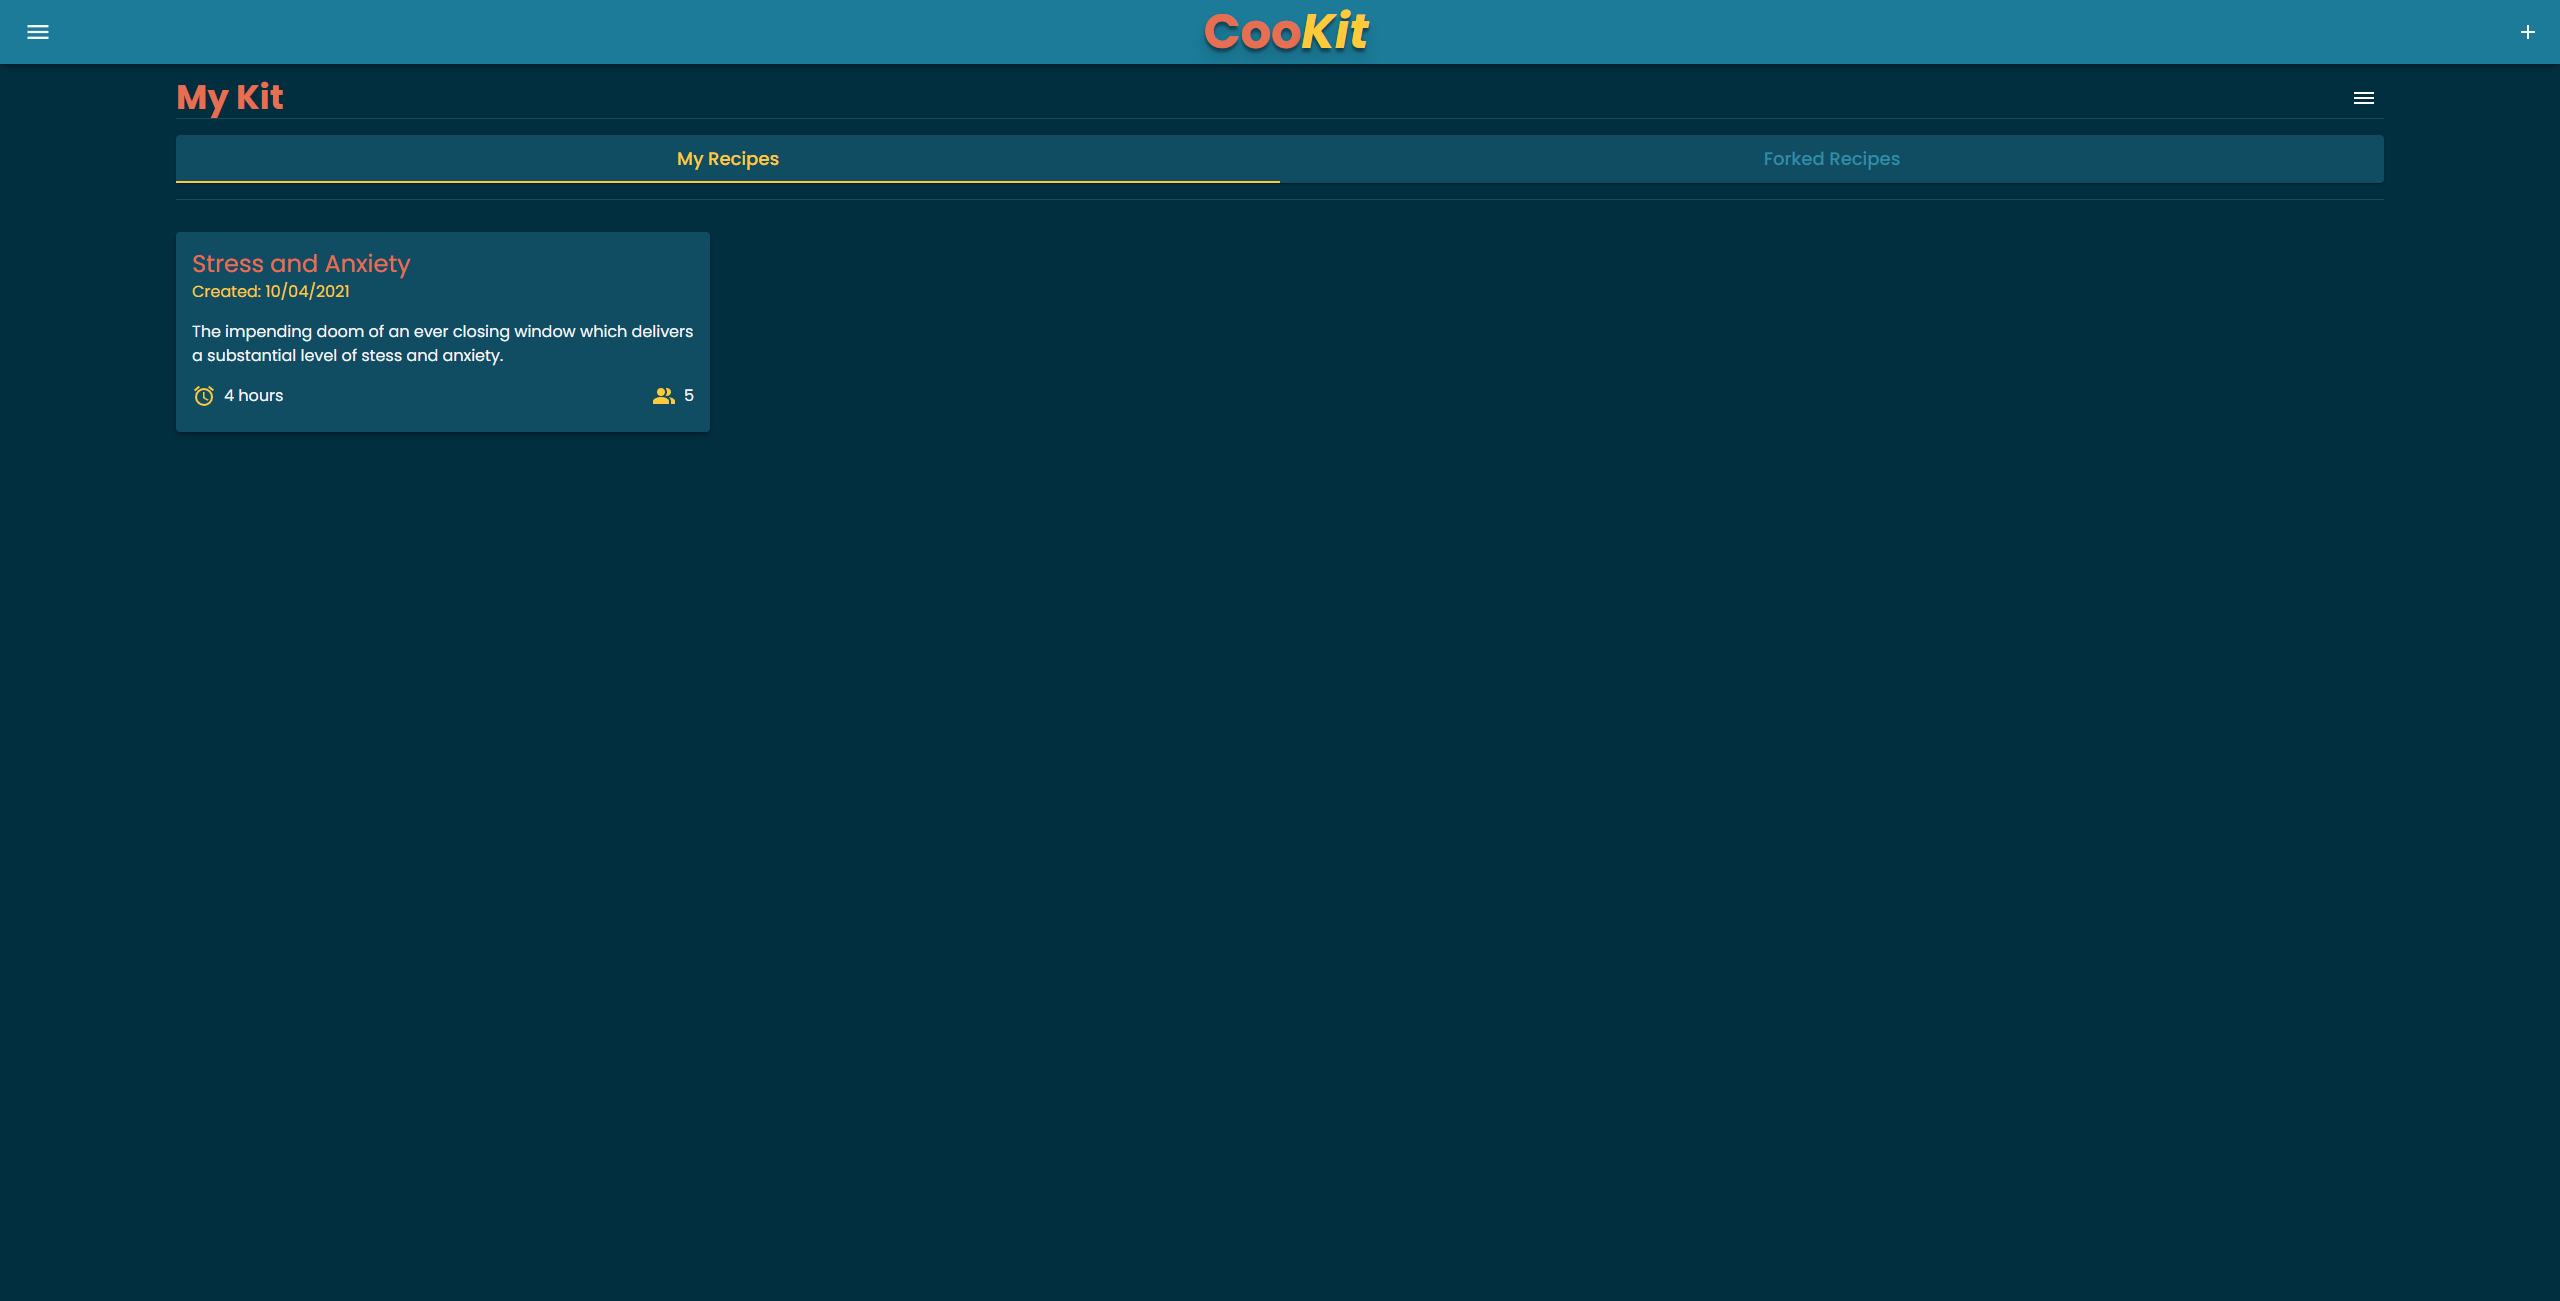 CooKit
My Kit
My Recipes
Forked Recipes
Stress and Anxiety
Created: 10/04/2021
The impending doom of an ever closing window which delivers
a substantial level of stess and anxiety.
4 hours
5